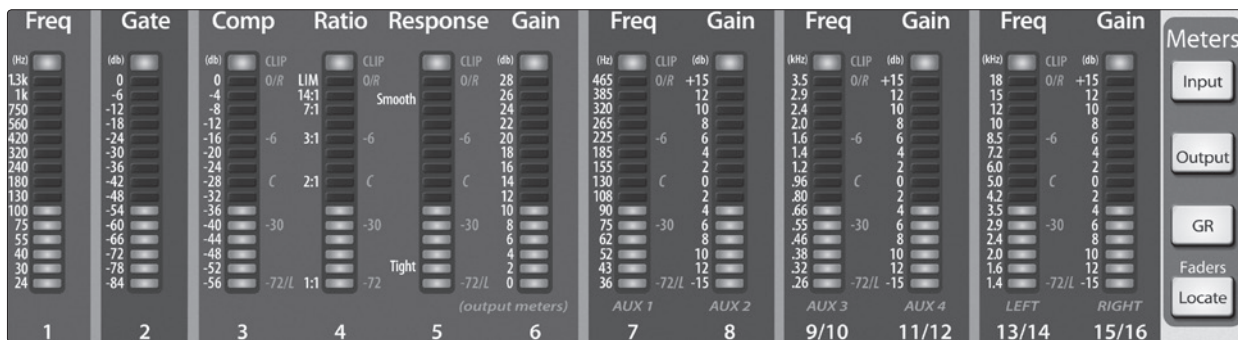 Freq Gate Comp Ratio Response Gain Freq Gain Freq Gain Freq Gain
Meters
(Hz) (db) (db) CLIP CLIP CLIP (db) (Hz) CLIP (db) (kHz) CLIP (db) (kHz) CLIP (db)
1.3k 0 0 0/R LIM 0/R 0/R 28 465 0/R +15 3.5 0/R +15 18 0/R +15
Input
1k -6 -4 14:1 26 385 12 2.9 12 15 12
750 -12 -8 7:1 Smooth 24 320 10 2.4 10 12 10
560 -18 -12 22 265 8 2.0 8 10 8
420 -24 -16 -6 3:1 -6 -6 20 225 -6 6 1.6 -6 6 8.5 -6 6
320 -30 -20 18 185 4 1.4 4 7.2 4
Output
240 -36 -24 16 155 2 1.2 2 6.0 2
180 -42 -28 C 2:1 C C 14 130 C 0 .96 C 0 5.0 C 0
130 -48 -32 12 108 2 .80 2 4.2 2
100 -54 -36 10 90 4 .66 4 3.5 4
75 -60 -40 -30 -30 -30 8 75 -30 6 .55 -30 6 2.9 -30 6
GR
55 -66 -44 6 62 8 .46 8 2.4 8
40 -72 -48 4 52 10 .38 10 2.0 10
30 -78 -52 Tight 2 43 12 .32 12 1.6 12
Faders
24 -84 -56 -72/L 1:1 -72 -72/L 0 36 -72/L -15 .26 -72/L -15 1.4 -72/L -15
Locate
(output meters) AUX 1 AUX 2 AUX 3 AUX 4 LEFT RIGHT
1 2 3 4 5 6 7 8 9/10 11/12 13/14 15/16